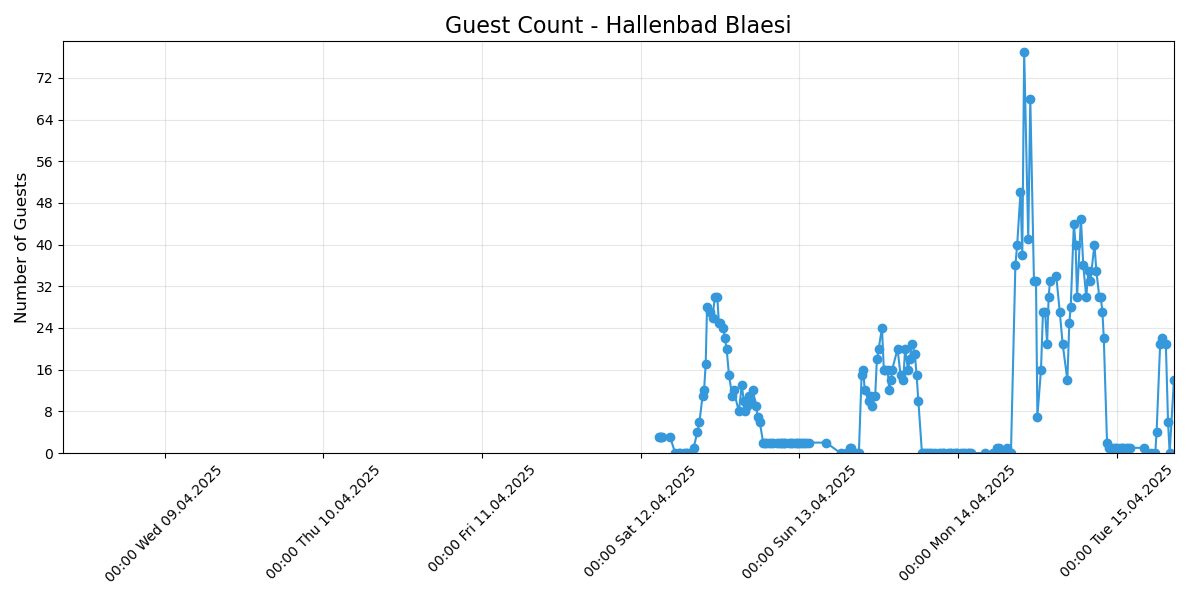 Guest Count - Hallenbad Blaesi
Number of Guests
72
64
56
48
40
32
24
16
8
0
00:00 Wed 09.04.2025
00:00 Thu 10.04.2025
00:00 Fri 11.04.2025
00:00 Sat 12.04.2025
00:00 Sun 13.04.2025
00:00 Mon 14.04.2025
00:00 Tue 15.04.2025